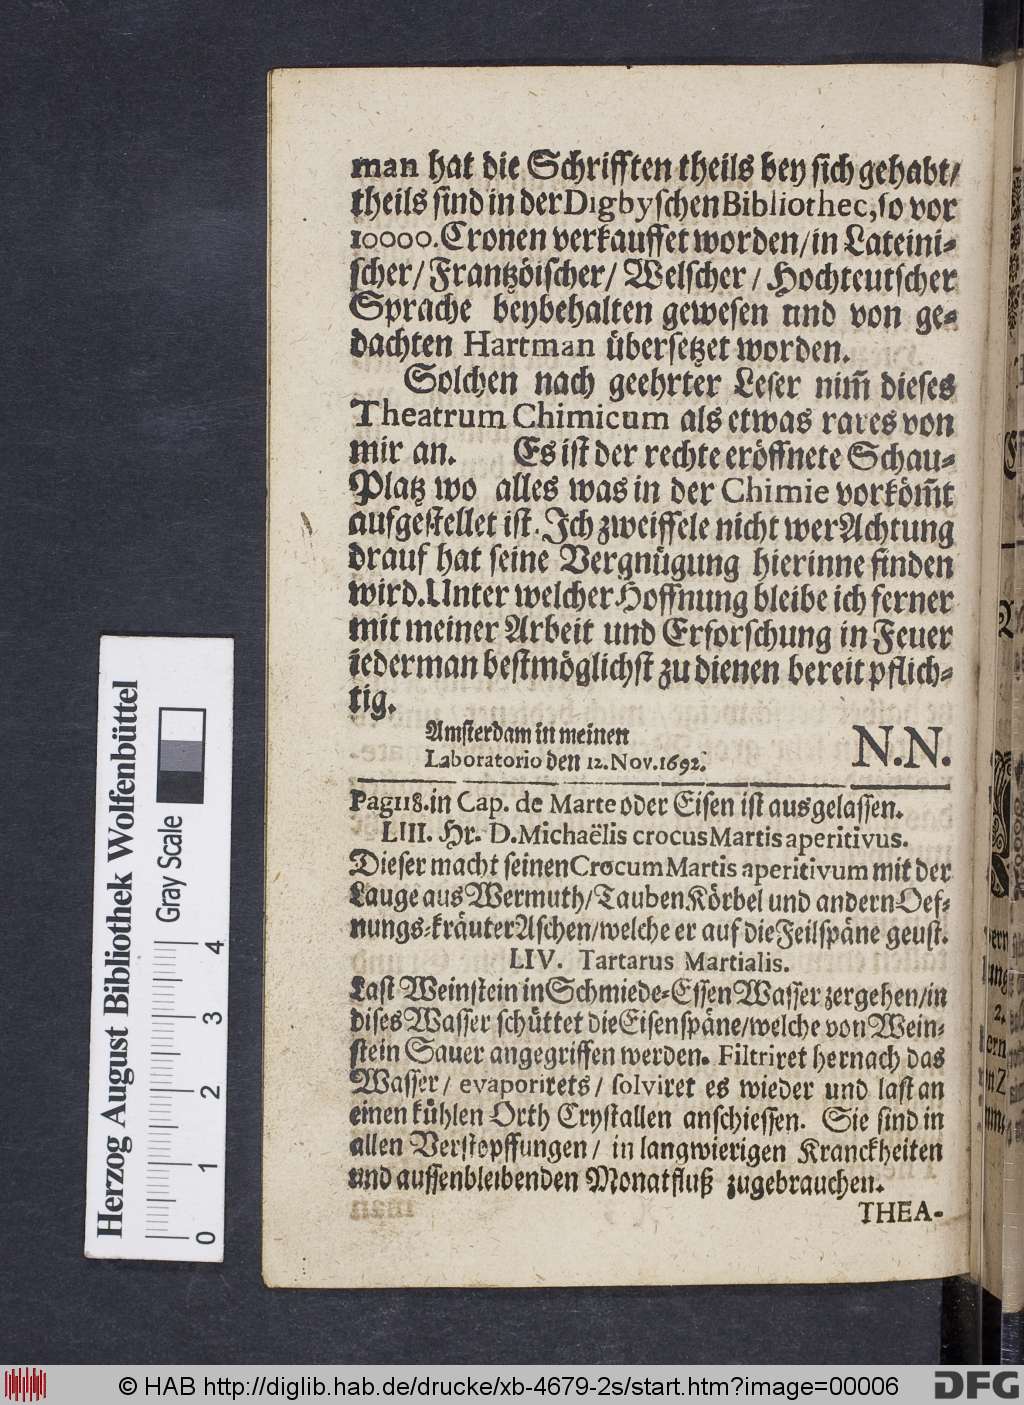 man hat die Schrifften theils bey sich gehabt/
theils sind in der Digbyschen Bibliothec, so vor
10000. Cronen verkauffet worden/in Lateini-
scher/ Frantzöischer/ Welscher / Hochteutscher
Sprache beybehalten gewesen und von ge-
dachten Hartman übersetzet worden.
Solchen nach geehrter Leser nim̄ dieses
Theatrum Chimicum als etwas rares von
mir an. Es ist der rechte eröffnete Schau-
Platz wo alles was in der Chimie vorköm̄t
aufgestellet ist. Ich zweiffele nicht wer Achtung
drauf hat seine Vergnügung hierinne finden
wird. Unter welcher Hoffnung bleibe ich ferner
mit meiner Arbeit und Erforschung in Feuer
iederman bestmöglichst zu dienen bereit pflich-
tig.
Amsterdam in meinen
Laboratorio den 12. Nov. 1692.
N.N.
Pag 118. in Cap. de Marte oder Eisen ist ausgelassen.
LIII. Hr. D. Michaëlis crocus Martis aperitivus.
Dieser macht seinen Crocum Martis aperitivum mit der
Lauge aus Wermuth/ Tauben Körbel und andern Oef-
nungs-kräuter Aschen/welche er auf die Feilspäne geust.
LIV. Tartarus Martialis.
Last Weinstein in Schmiede-Essen Wasser zergehen/in
dises Wasser schüttet die Eisenspäne/welche von Wein-
stein Sauer angegriffen werden. Filtriret hernach das
Wasser/ evaporirets/ solviret es wieder und last an
einen kühlen Orth Crystallen anschiessen. Sie sind in
allen Verstopffungen/ in langwierigen Kranckheiten
und aussenbleibenden Monatfluß zugebrauchen.
THEA-
Herzog August Bibliothek Wolfenbüttel
Gray Scale
0 1 2 3 4
© HAB http://diglib.hab.de/drucke/xb-4679-2s/start.htm?image=00006
DFG